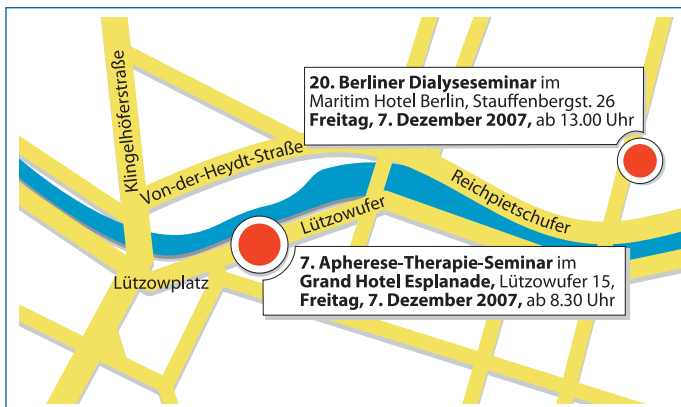 Klingelhöferstraße
20. Berliner Dialyseseminar im
Maritim Hotel Berlin, Stauffenbergst. 26
Freitag, 7. Dezember 2007, ab 13.00 Uhr
Von-der-Heydt-Straße
Reichpietschufer
Lützowufer
Lützowplatz
7. Apherese-Therapie-Seminar im
Grand Hotel Esplanade, Lützowufer 15,
Freitag, 7. Dezember 2007, ab 8.30 Uhr